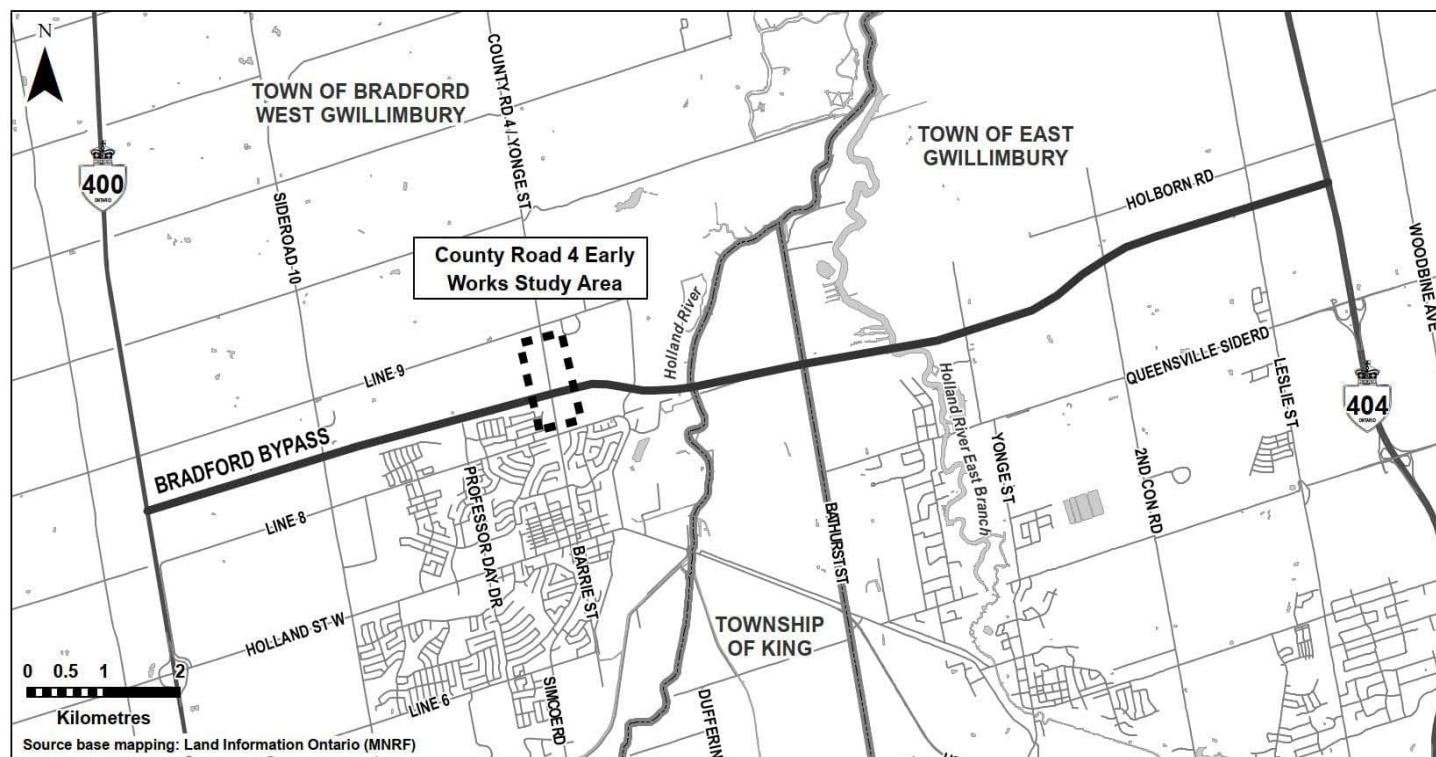 N
TOWN OF BRADFORD
WEST GWILLIMBURY
COUNTY RD 4 / YONGE ST
TOWN OF EAST
GWILLIMBURY
400
ONTARIO
SIDEROAD 10
HOLBORN RD
WOODBINE AVE
County Road 4 Early
Works Study Area
Holland River
LINE 9
QUEENSVILLE SIDERD
LESLIE ST
404
ONTARIO
BRADFORD BYPASS
Holland River East Branch
YONGE ST
2ND CON RD
LINE 8
PROFESSOR DAY DR
BARRIE ST
BATHURST ST
HOLLAND ST W
TOWNSHIP
OF KING
0 0.5 1 2
Kilometres
LINE 6
SIMCOE RD
DUFFERIN
Source base mapping: Land Information Ontario (MNRF)